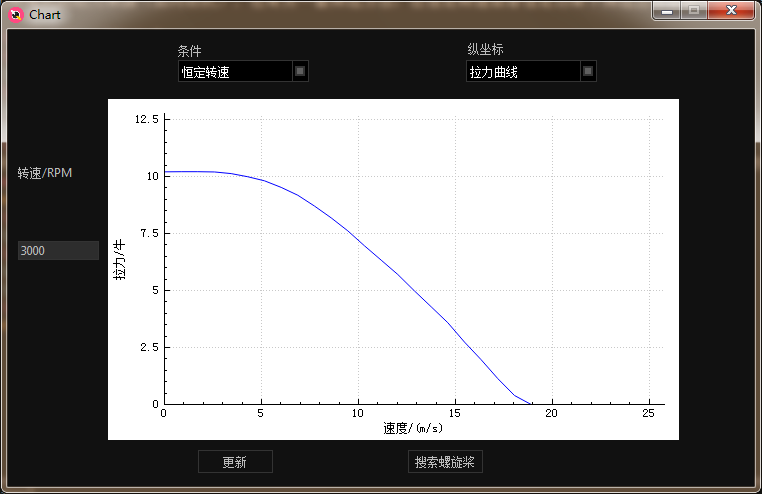 Chart
条件
纵坐标
恒定转速
拉力曲线
转速/RPM
3000
拉力/牛
12.5
10
7.5
5
2.5
0
0 5 10 15 20 25
速度/(m/s)
更新
搜索螺旋桨